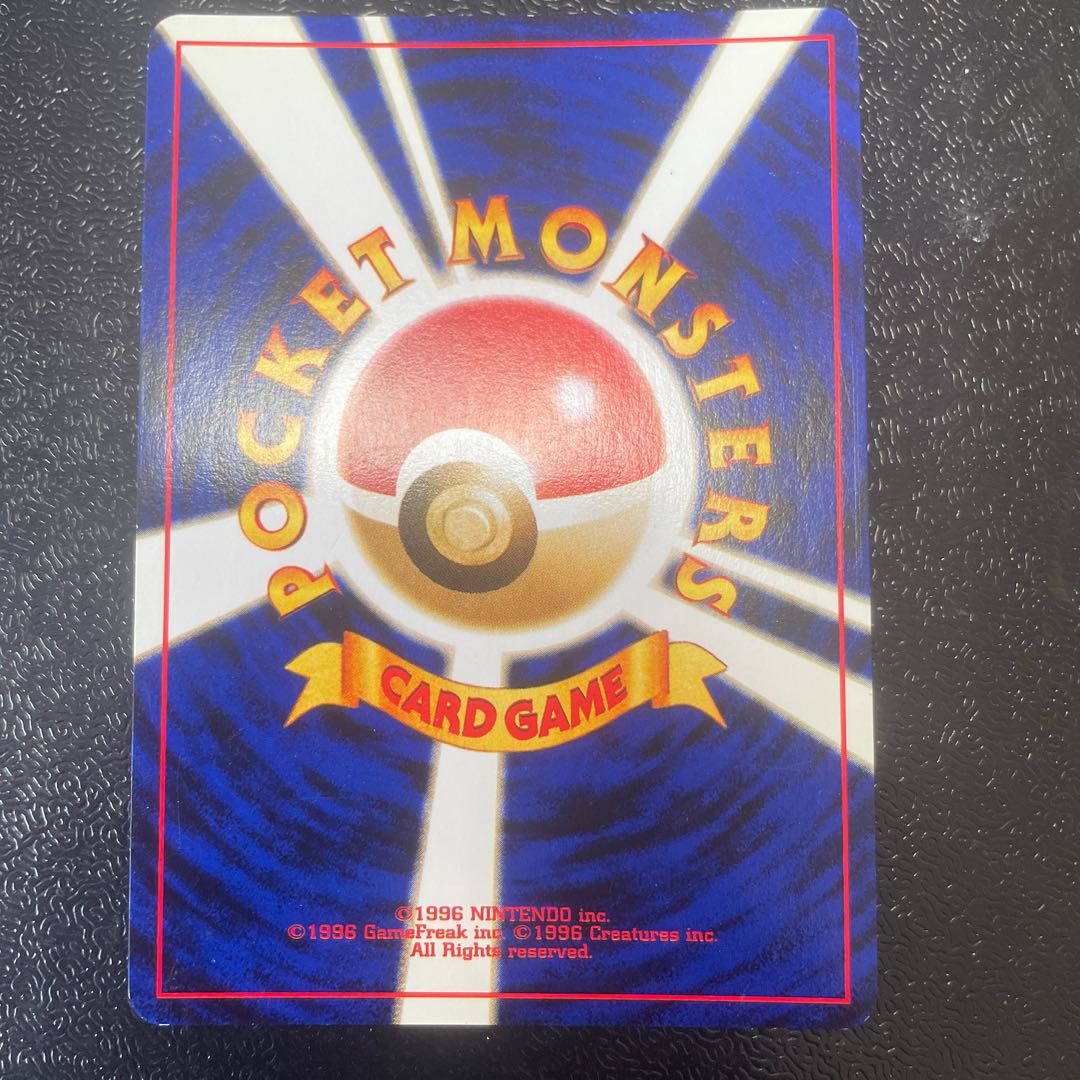 POCKET MONSTERS
CARD GAME
©1996 NINTENDO inc.
©1996 GameFreak inc. ©1996 Creatures inc.
All Rights reserved.